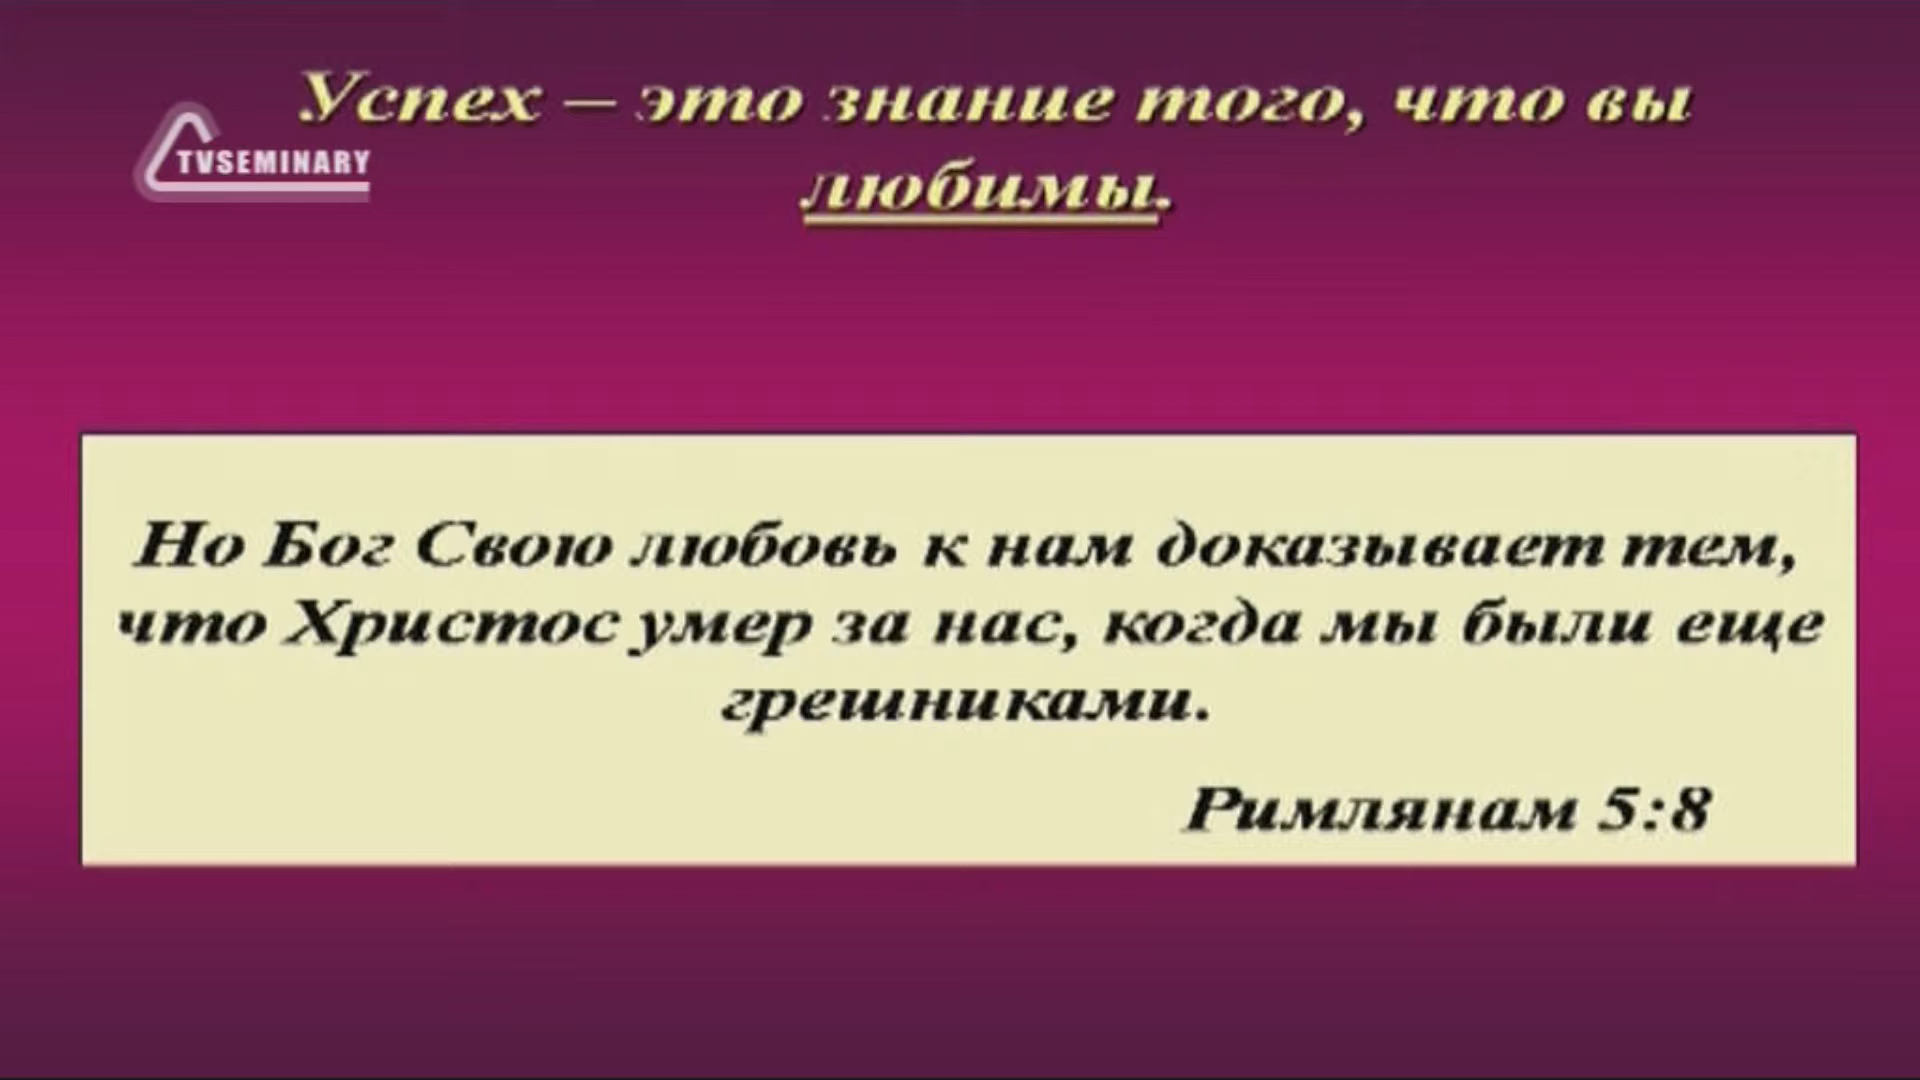 Успех – это знание того, что вы
TVSEMINARY
любимы.
Но Бог Свою любовь к нам доказывает тем,
что Христос умер за нас, когда мы были еще
грешниками.
Римлянам 5:8